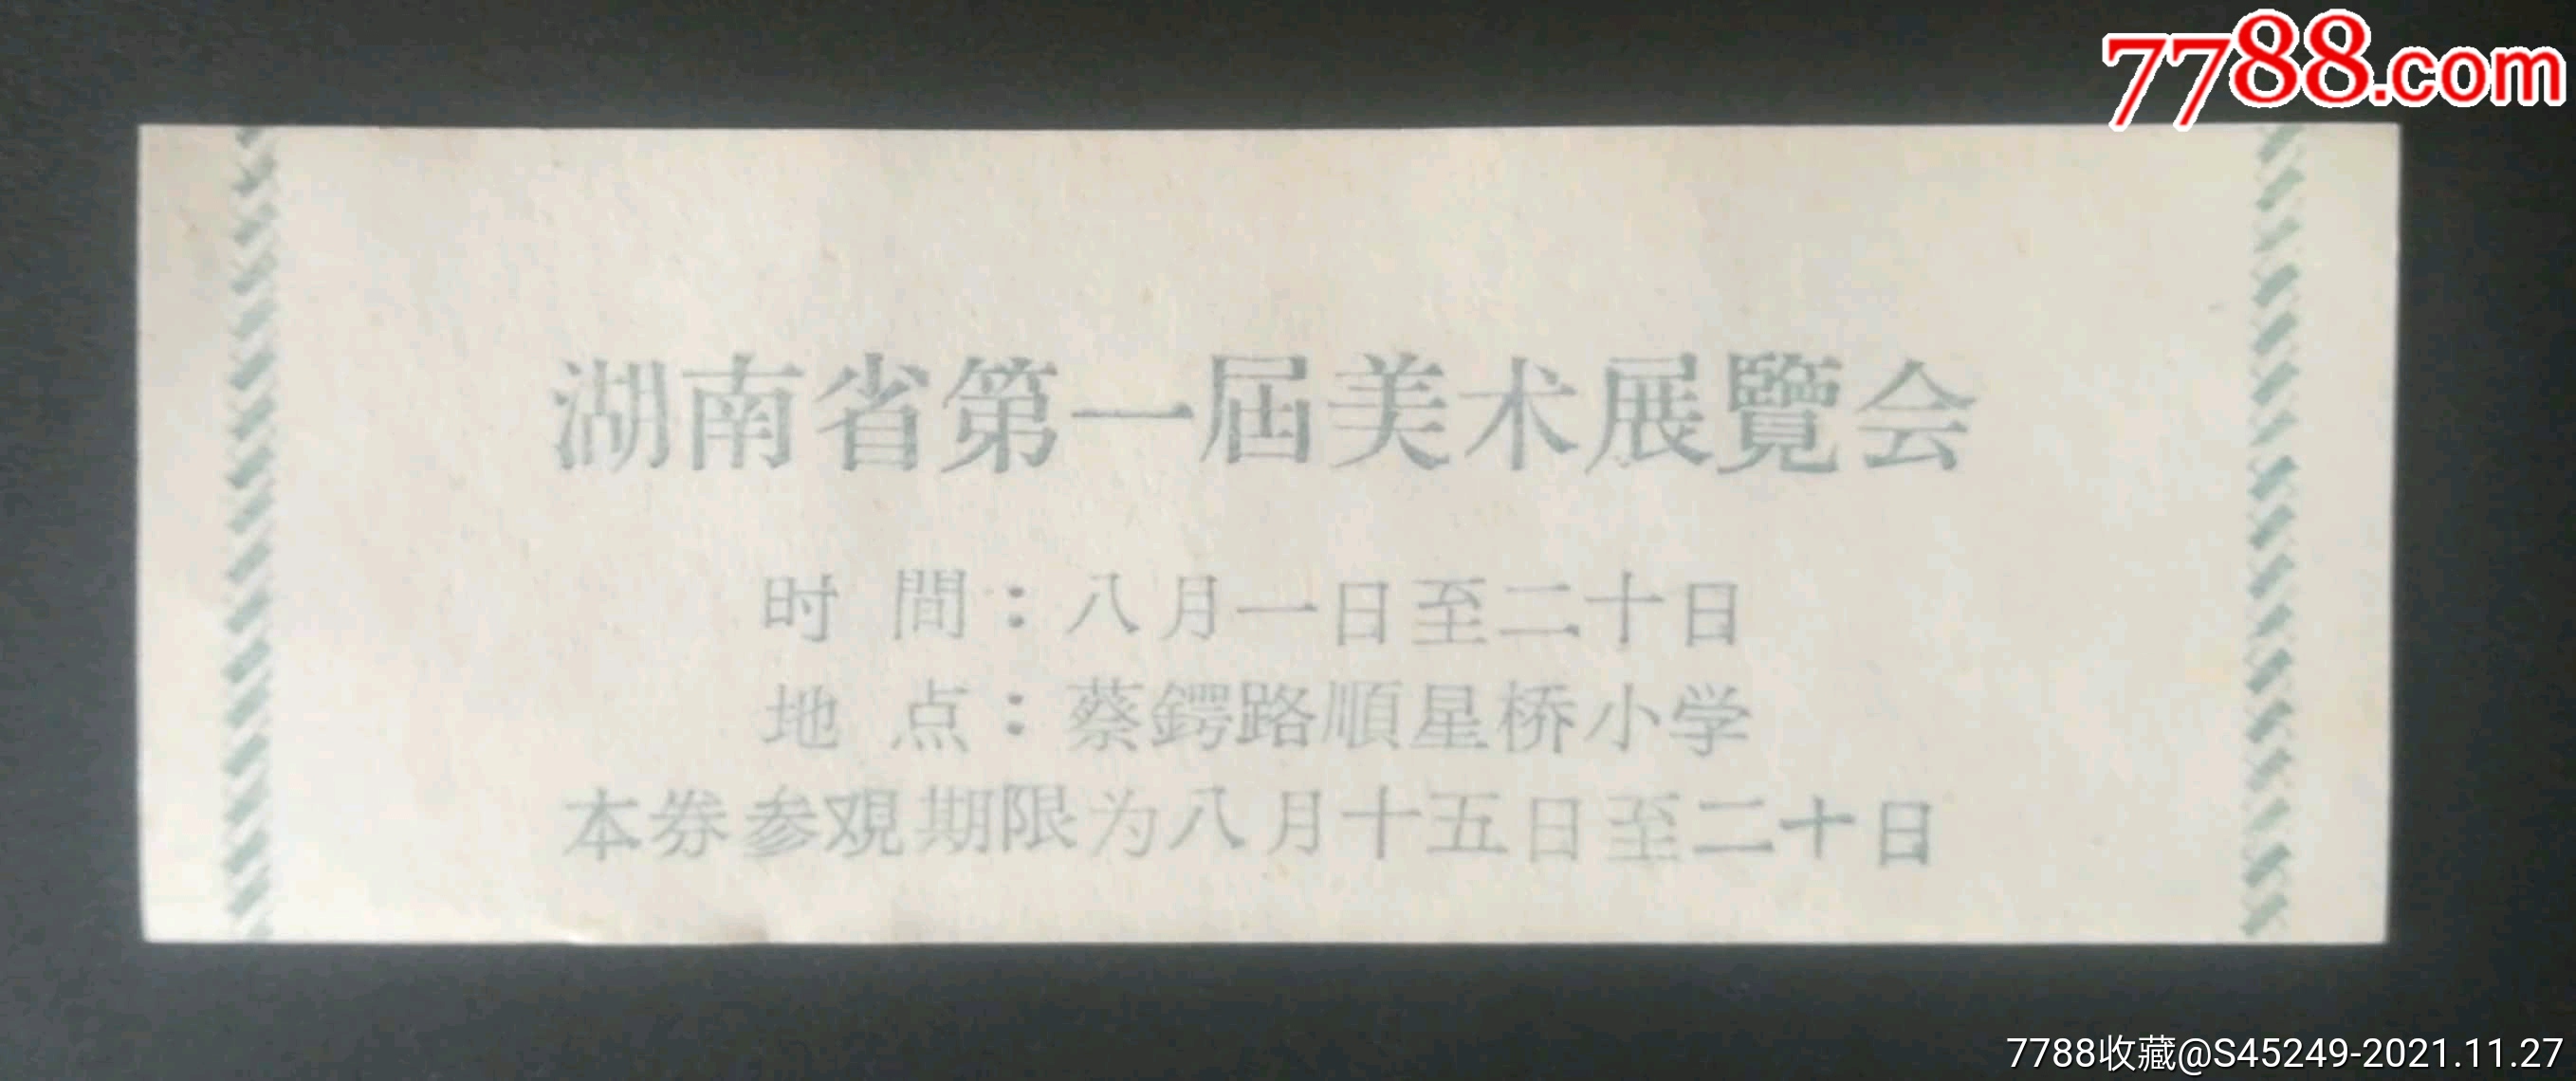 7788.com
湖南省第一屆美术展覽会
时 間：八月一日至二十日
地 点：蔡鍔路順星桥小学
本券参观期限为八月十五日至二十日
7788收藏@S45249-2021.11.27